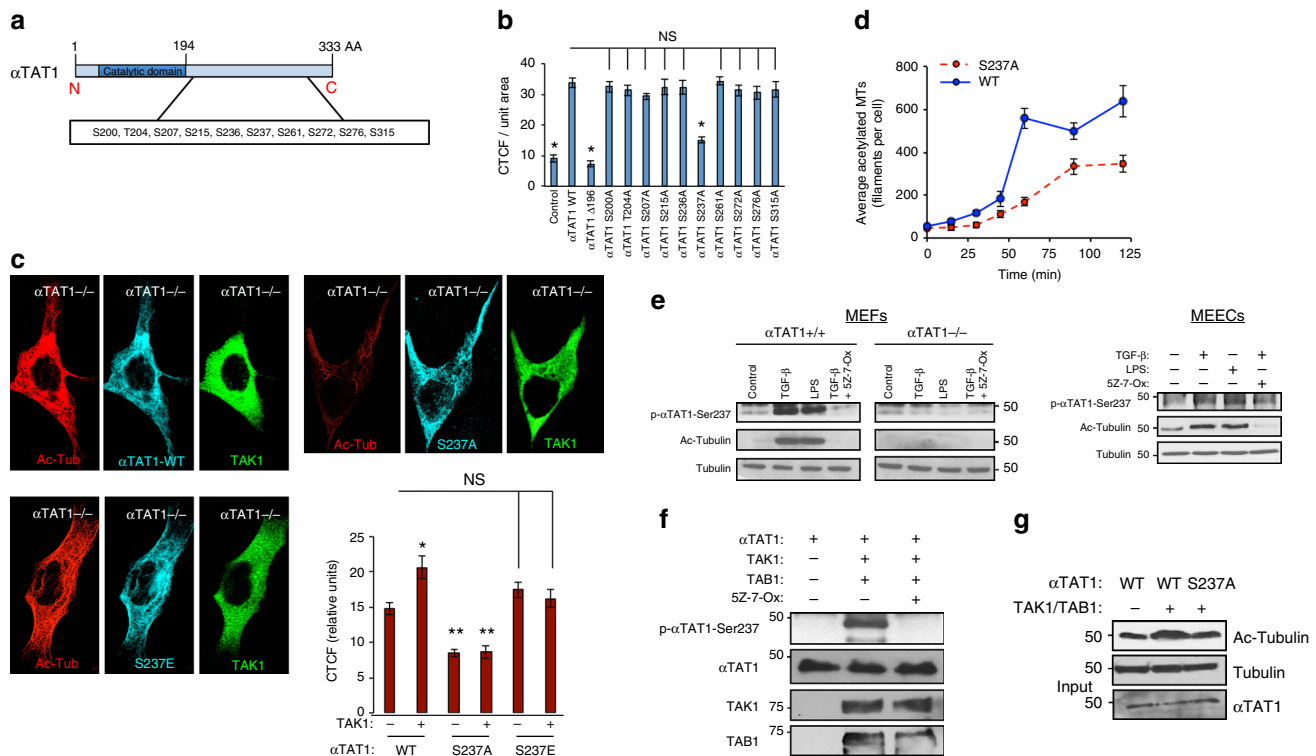 a
1 194 333 AA
αTAT1
Catalytic domain
N C
S200, T204, S207, S215, S236, S237, S261, S272, S276, S315
b
NS
CTCF / unit area
40
30
20
10
0
* * *
Control
αTAT1 WT
αTAT1 Δ196
αTAT1 S200A
αTAT1 T204A
αTAT1 S207A
αTAT1 S215A
αTAT1 S236A
αTAT1 S237A
αTAT1 S261A
αTAT1 S272A
αTAT1 S276A
αTAT1 S315A
c
αTAT1–/– αTAT1–/– αTAT1–/–
Ac-Tub αTAT1-WT TAK1
αTAT1–/– αTAT1–/– αTAT1–/–
Ac-Tub S237A TAK1
αTAT1–/– αTAT1–/– αTAT1–/–
Ac-Tub S237E TAK1
NS
CTCF (relative units)
25
20
15
10
5
0
* ** **
TAK1: – + – + – +
αTAT1: WT S237A S237E
d
S237A
WT
Average acetylated MTs
(filaments per cell)
800
600
400
200
0
0 25 50 75 100 125
Time (min)
e
MEFs
αTAT1+/+ αTAT1–/–
Control
TGF-β
LPS
TGF-β
+ 5Z-7-Ox
Control
TGF-β
LPS
TGF-β
+ 5Z-7-Ox
p-αTAT1-Ser237 50
Ac-Tubulin 50
Tubulin 50
MEECs
TGF-β: – + – +
LPS: – – + –
5Z-7-Ox: – – – +
p-αTAT1-Ser237 50
Ac-Tubulin 50
Tubulin 50
f
αTAT1: + + +
TAK1: – + +
TAB1: – + +
5Z-7-Ox: – – +
p-αTAT1-Ser237 50
αTAT1 50
TAK1 75
TAB1 75
g
αTAT1: WT WT S237A
TAK1/TAB1: – + +
50 Ac-Tubulin
50 Tubulin
Input
50 αTAT1